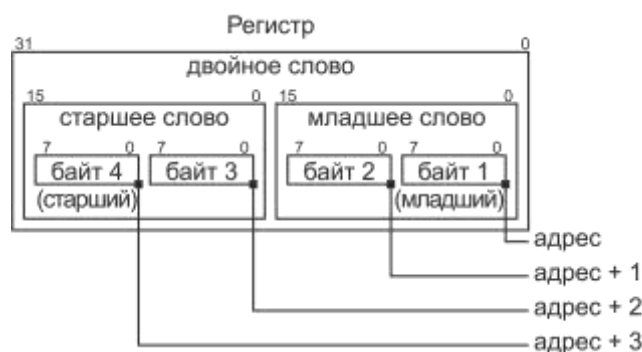 Регистр
31 0
двойное слово
15 0 15 0
старшее слово младшее слово
7 0 7 0 7 0 7 0
байт 4 байт 3 байт 2 байт 1
(старший) (младший)
адрес
адрес + 1
адрес + 2
адрес + 3